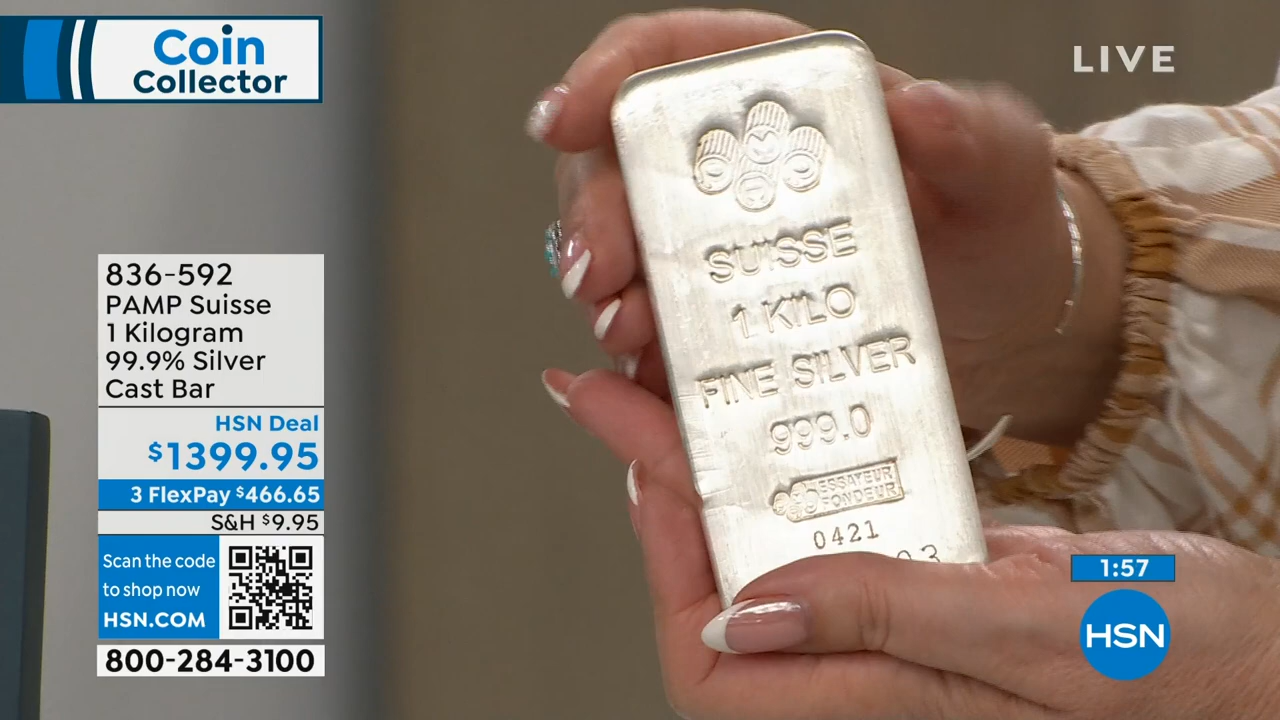 Coin
Collector
LIVE
836-592
PAMP Suisse
1 Kilogram
99.9% Silver
Cast Bar
HSN Deal
$1399.95
3 FlexPay $466.65
S&H $9.95
Scan the code
to shop now
HSN.COM
800-284-3100
SUISSE
1 KILO
FINE SILVER
999.0
ESSAYEUR
FONDEUR
0421
1:57
HSN